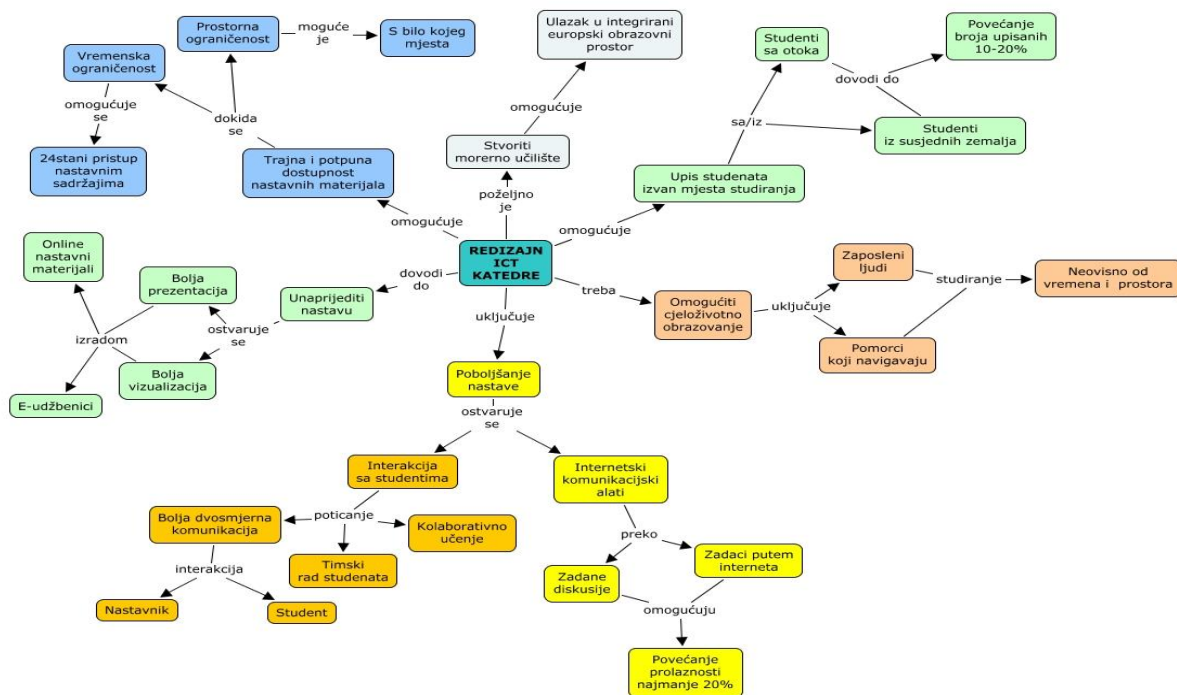 Prostorna
ograničenost
moguće
je
S bilo kojeg
mjesta
Vremenska
ograničenost
omogućuje
se
dokida
se
24stani pristup
nastavnim
sadržajima
Trajna i potpuna
dostupnost
nastavnih materijala
omogućuje
Ulazak u integrirani
europski obrazovni
prostor
omogućuje
Stvoriti
morerno učilište
poželjno
je
Studenti
sa otoka
Povećanje
broja upisanih
10-20%
dovodi do
sa/iz
Studenti
iz susjednih zemalja
Upis studenata
izvan mjesta studiranja
omogućuje
REDIZAJN
ICT
KATEDRE
dovodi
do
Unaprijediti
nastavu
ostvaruje
se
Bolja
prezentacija
Bolja
vizualizacija
izradom
Online
nastavni
materijali
E-udžbenici
treba
Omogućiti
cjeloživotno
obrazovanje
uključuje
Zaposleni
ljudi
Pomorci
koji navigavaju
studiranje
Neovisno od
vremena i prostora
uključuje
Poboljšanje
nastave
ostvaruje
se
Interakcija
sa studentima
poticanje
Bolja dvosmjerna
komunikacija
Timski
rad studenata
Kolaborativno
učenje
interakcija
Nastavnik
Student
Internetski
komunikacijski
alati
preko
Zadane
diskusije
Zadaci putem
interneta
omogućuju
Povećanje
prolaznosti
najmanje 20%